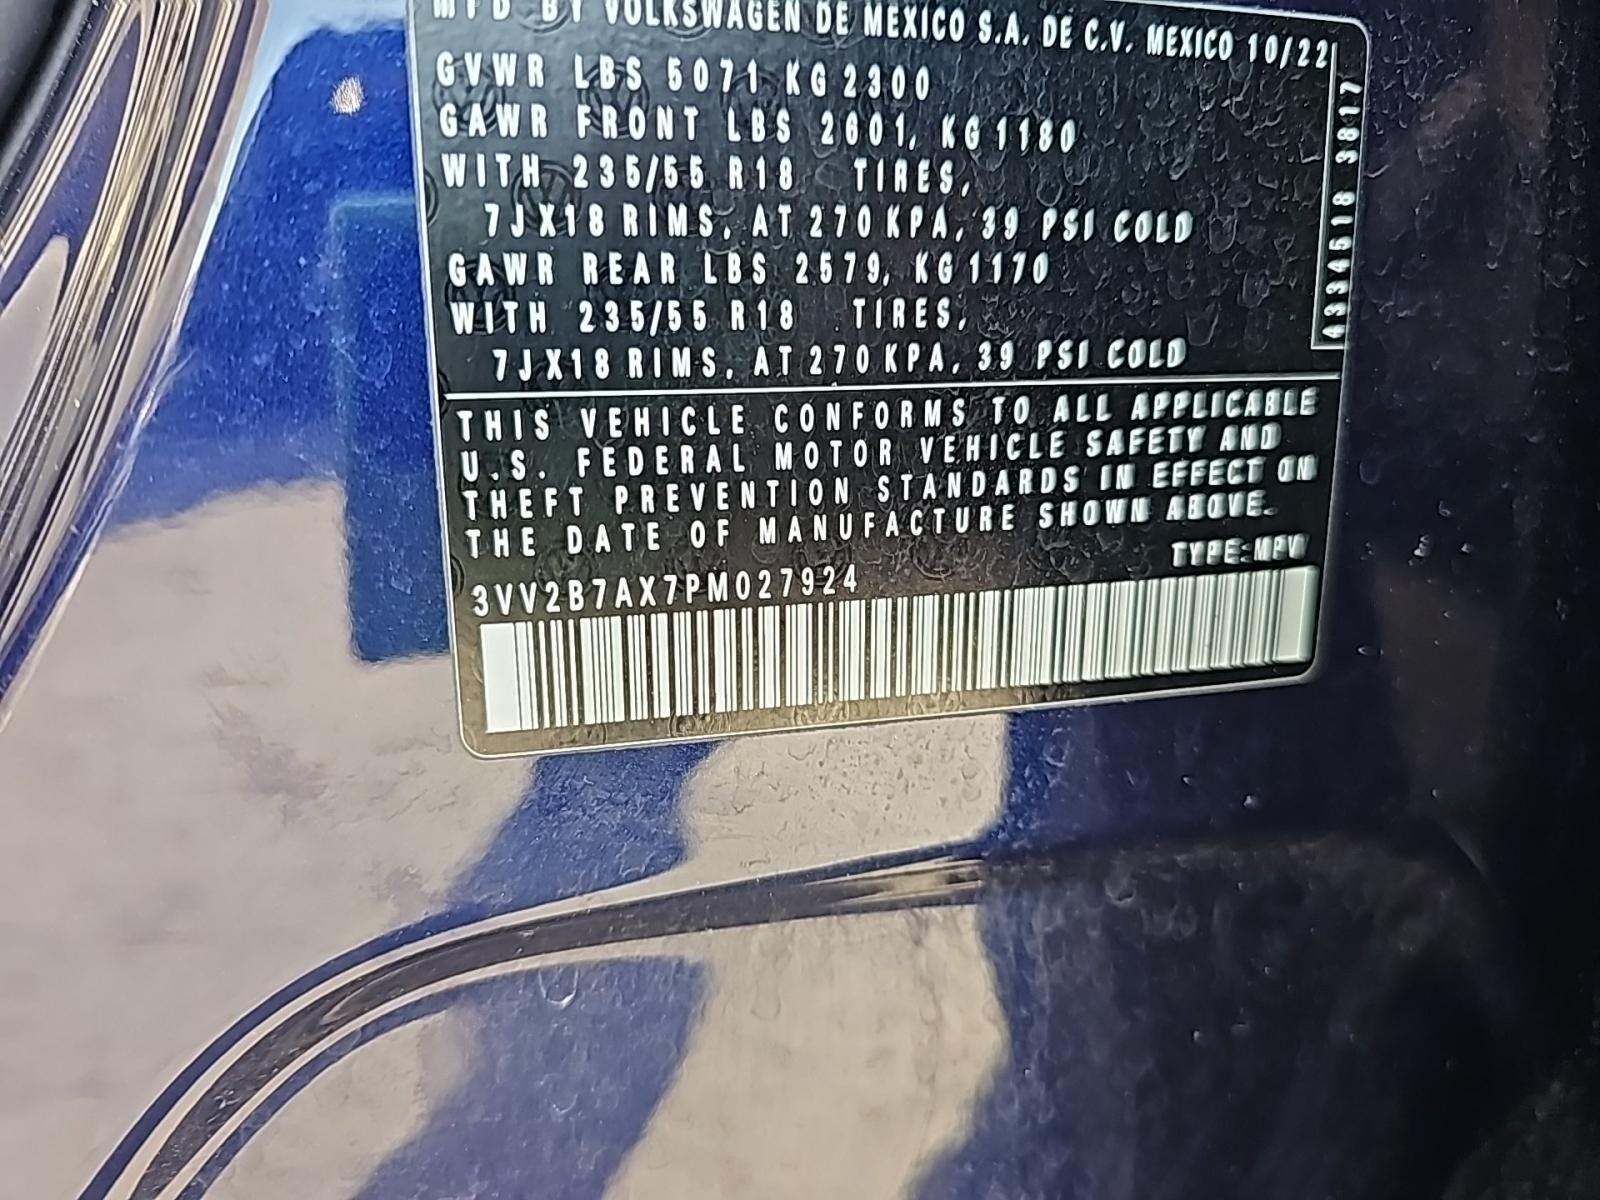 MFD BY VOLKSWAGEN DE MEXICO S.A. DE C.V. MEXICO 10/22
GVWR LBS 5071 KG 2300
GAWR FRONT LBS 2601, KG 1180
WITH 235/55 R18 TIRES,
7JX18 RIMS, AT 270 KPA, 39 PSI COLD
GAWR REAR LBS 2579, KG 1170
WITH 235/55 R18 TIRES,
7JX18 RIMS, AT 270 KPA, 39 PSI COLD
4334518 3817
THIS VEHICLE CONFORMS TO ALL APPLICABLE
U.S. FEDERAL MOTOR VEHICLE SAFETY AND
THEFT PREVENTION STANDARDS IN EFFECT ON
THE DATE OF MANUFACTURE SHOWN ABOVE.
TYPE:MPV
3VV2B7AX7PM027924